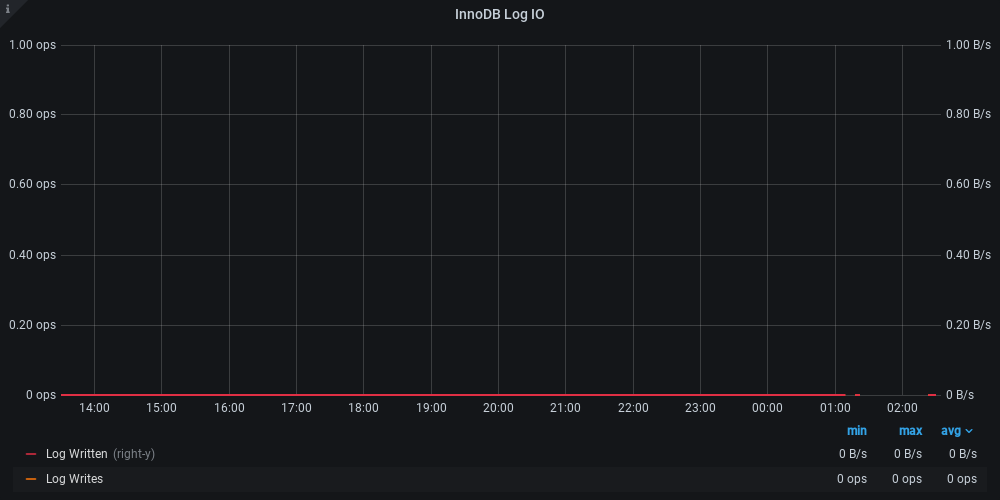 i
InnoDB Log IO
1.00 ops 1.00 B/s
0.80 ops 0.80 B/s
0.60 ops 0.60 B/s
0.40 ops 0.40 B/s
0.20 ops 0.20 B/s
0 ops 0 B/s
14:00 15:00 16:00 17:00 18:00 19:00 20:00 21:00 22:00 23:00 00:00 01:00 02:00
min max avg
Log Written (right-y) 0 B/s 0 B/s 0 B/s
Log Writes 0 ops 0 ops 0 ops